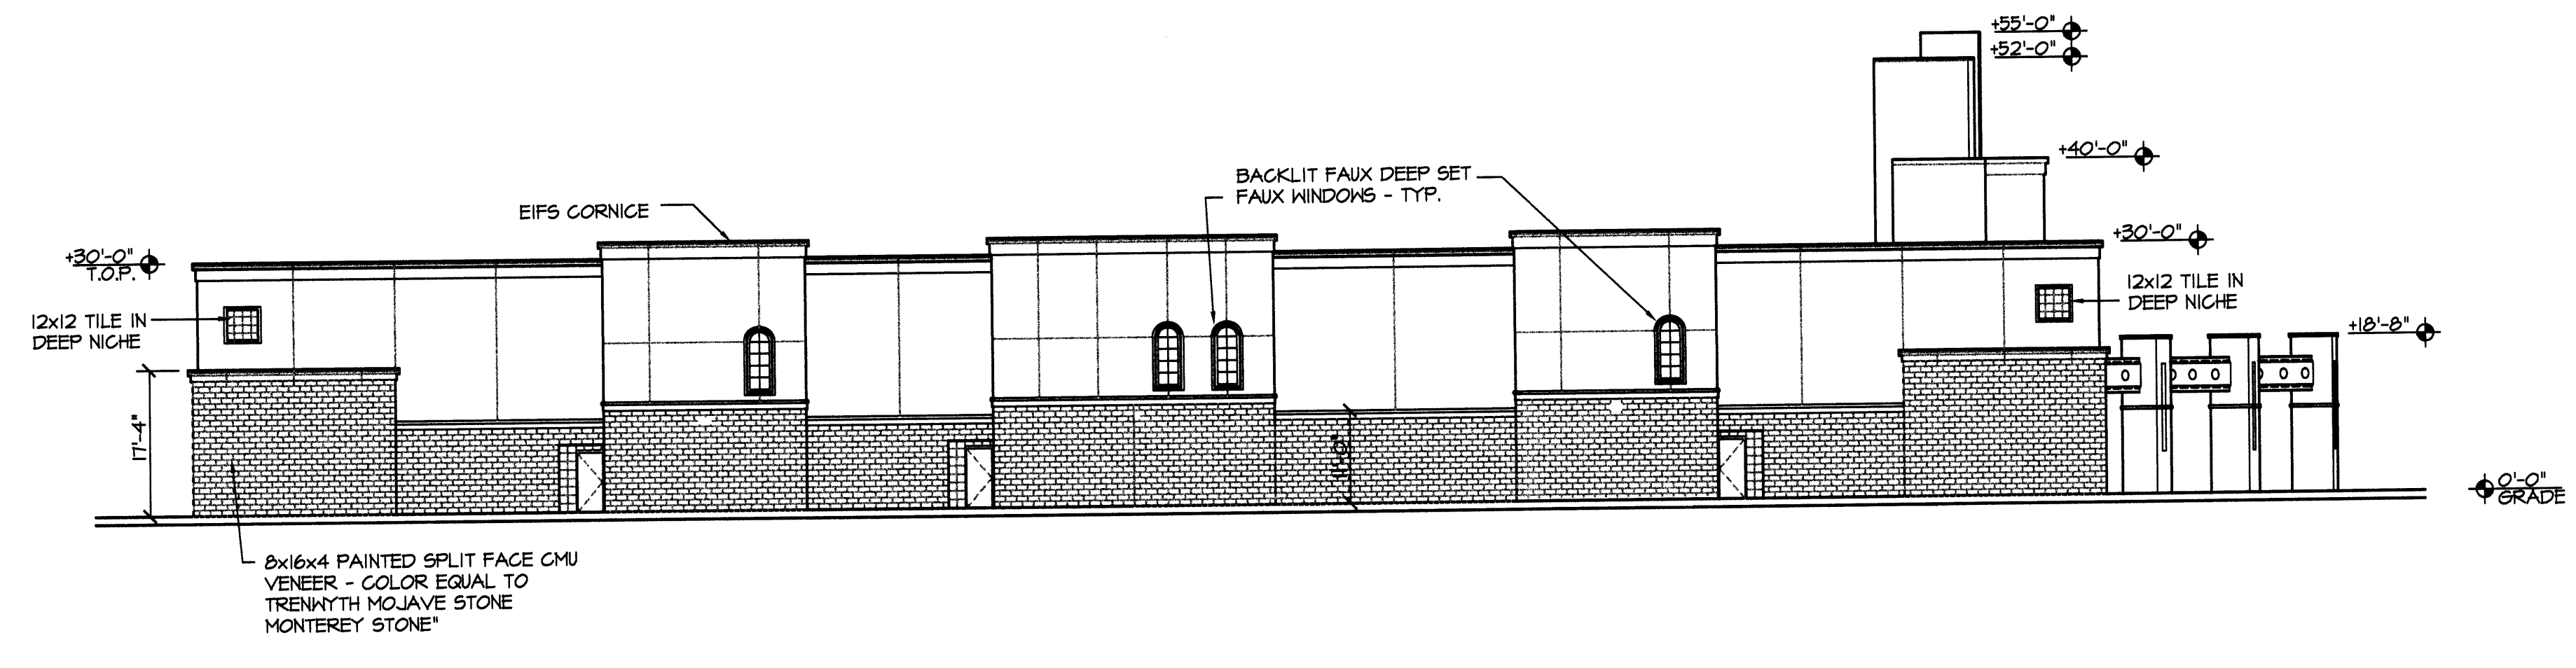 +55'-0"
+52'-0"
+40'-0"
BACKLIT FAUX DEEP SET
FAUX WINDOWS - TYP.
EIFS CORNICE
+30'-0"
T.O.P.
+30'-0"
12x12 TILE IN
DEEP NICHE
12x12 TILE IN
DEEP NICHE
+18'-8"
17'-4"
11'-0"
0'-0"
GRADE
8x16x4 PAINTED SPLIT FACE CMU
VENEER - COLOR EQUAL TO
TRENWYTH MOJAVE STONE
MONTEREY STONE"